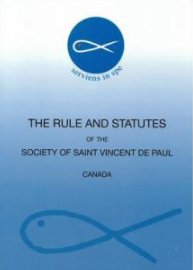 serviens in spe
THE RULE AND STATUTES
OF THE
SOCIETY OF SAINT VINCENT DE PAUL
CANADA